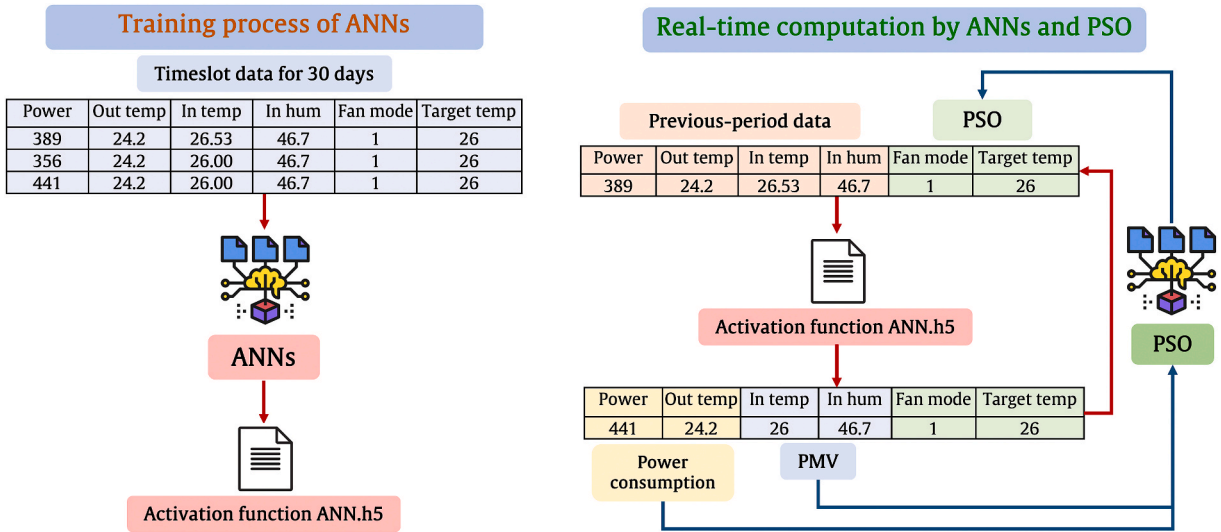 Training process of ANNs
Timeslot data for 30 days
Power Out temp In temp In hum Fan mode Target temp
389 24.2 26.53 46.7 1 26
356 24.2 26.00 46.7 1 26
441 24.2 26.00 46.7 1 26
ANNs
Activation function ANN.h5
Real-time computation by ANNs and PSO
PSO
Previous-period data
Power Out temp In temp In hum Fan mode Target temp
389 24.2 26.53 46.7 1 26
Activation function ANN.h5
PSO
Power Out temp In temp In hum Fan mode Target temp
441 24.2 26 46.7 1 26
Power
consumption
PMV